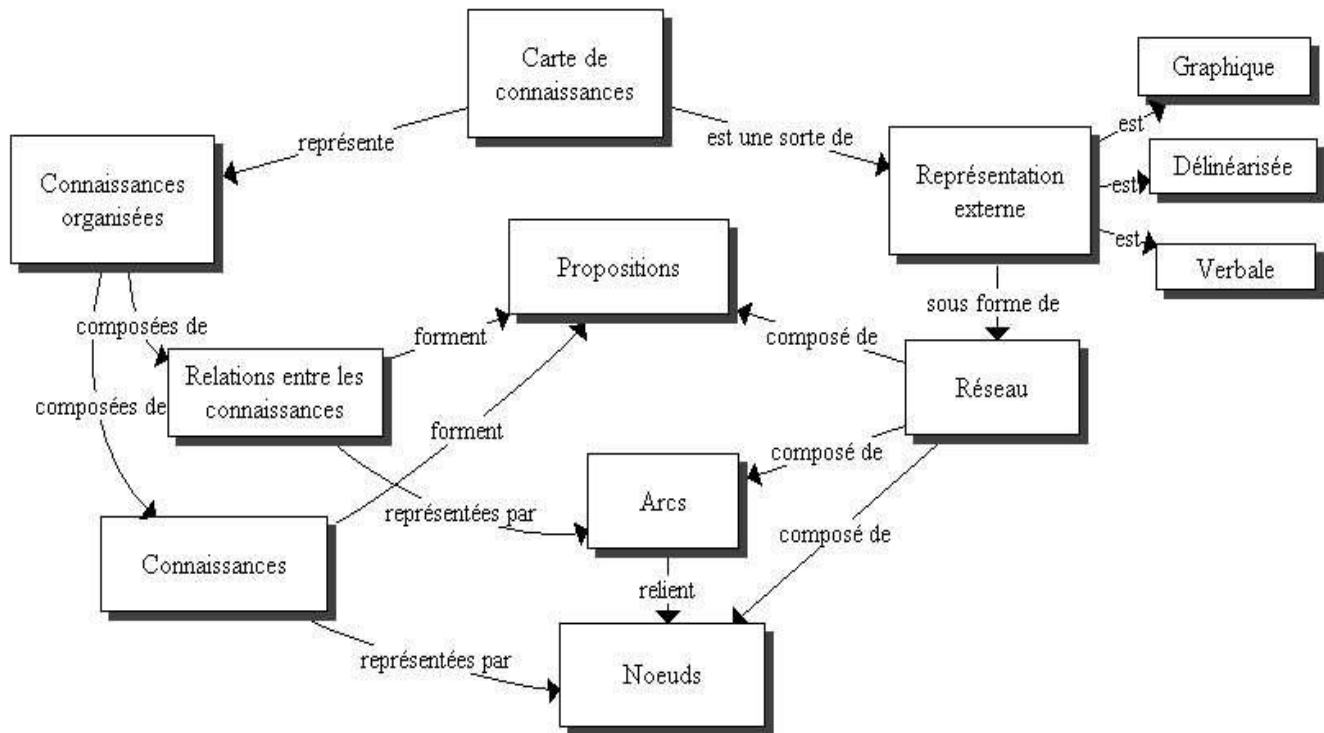 Carte de
connaissances
Graphique
représente
est une sorte de
est
Connaissances
organisées
Représentation
externe
est
Délinéarisée
est
Verbale
Propositions
sous forme de
composées de
forment
composé de
Relations entre les
connaissances
Réseau
composées de
forment
composé de
Arcs
représentées par
composé de
Connaissances
relient
représentées par
Noeuds